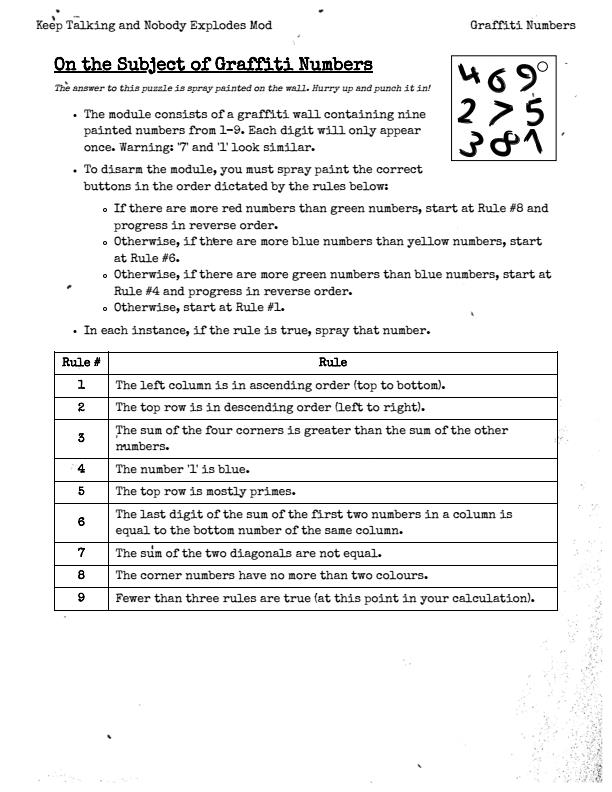 Keep Talking and Nobody Explodes Mod
Graffiti Numbers
On the Subject of Graffiti Numbers
The answer to this puzzle is spray painted on the wall. Hurry up and punch it in!
4 6 9
2 7 5
3 8 1
• The module consists of a graffiti wall containing nine
painted numbers from 1-9. Each digit will only appear
once. Warning: '7' and '1' look similar.
• To disarm the module, you must spray paint the correct
buttons in the order dictated by the rules below:
◦ If there are more red numbers than green numbers, start at Rule #8 and
progress in reverse order.
◦ Otherwise, if there are more blue numbers than yellow numbers, start
at Rule #6.
◦ Otherwise, if there are more green numbers than blue numbers, start at
Rule #4 and progress in reverse order.
◦ Otherwise, start at Rule #1.
• In each instance, if the rule is true, spray that number.
Rule # Rule
1 The left column is in ascending order (top to bottom).
2 The top row is in descending order (left to right).
3 The sum of the four corners is greater than the sum of the other
numbers.
4 The number '1' is blue.
5 The top row is mostly primes.
6 The last digit of the sum of the first two numbers in a column is
equal to the bottom number of the same column.
7 The sum of the two diagonals are not equal.
8 The corner numbers have no more than two colours.
9 Fewer than three rules are true (at this point in your calculation).